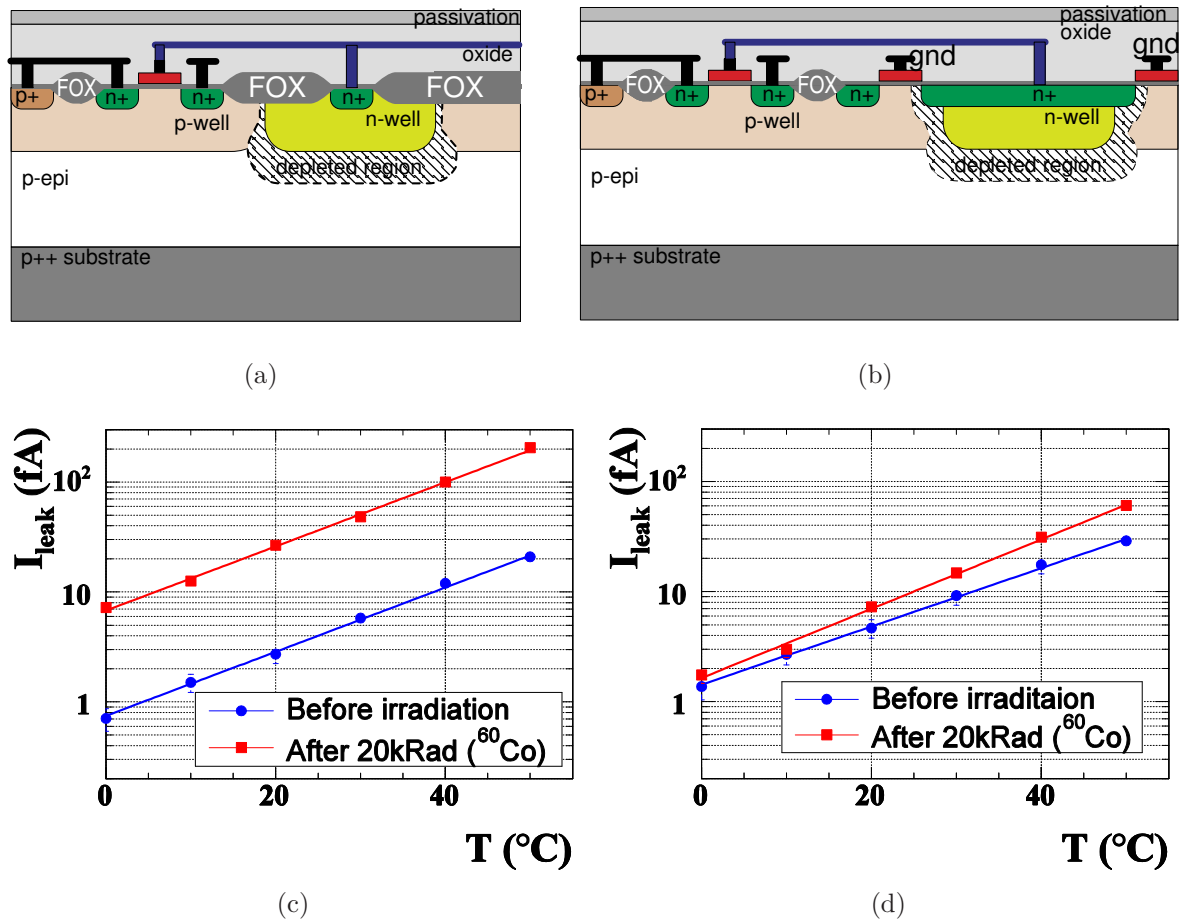 passivation
oxide
FOX
FOX
FOX
p+
n+
n+
n+
p-well
n-well
depleted region
p-epi
p++ substrate
(a)
passivation
oxide
gnd
gnd
FOX
FOX
p+
n+
n+
n+
n+
p-well
n-well
depleted region
p-epi
p++ substrate
(b)
I_leak (fA)
10²
10
1
Before irradiation
After 20kRad (⁶⁰Co)
0
20
40
T (°C)
(c)
I_leak (fA)
10²
10
1
Before irraditaion
After 20kRad (⁶⁰Co)
0
20
40
T (°C)
(d)